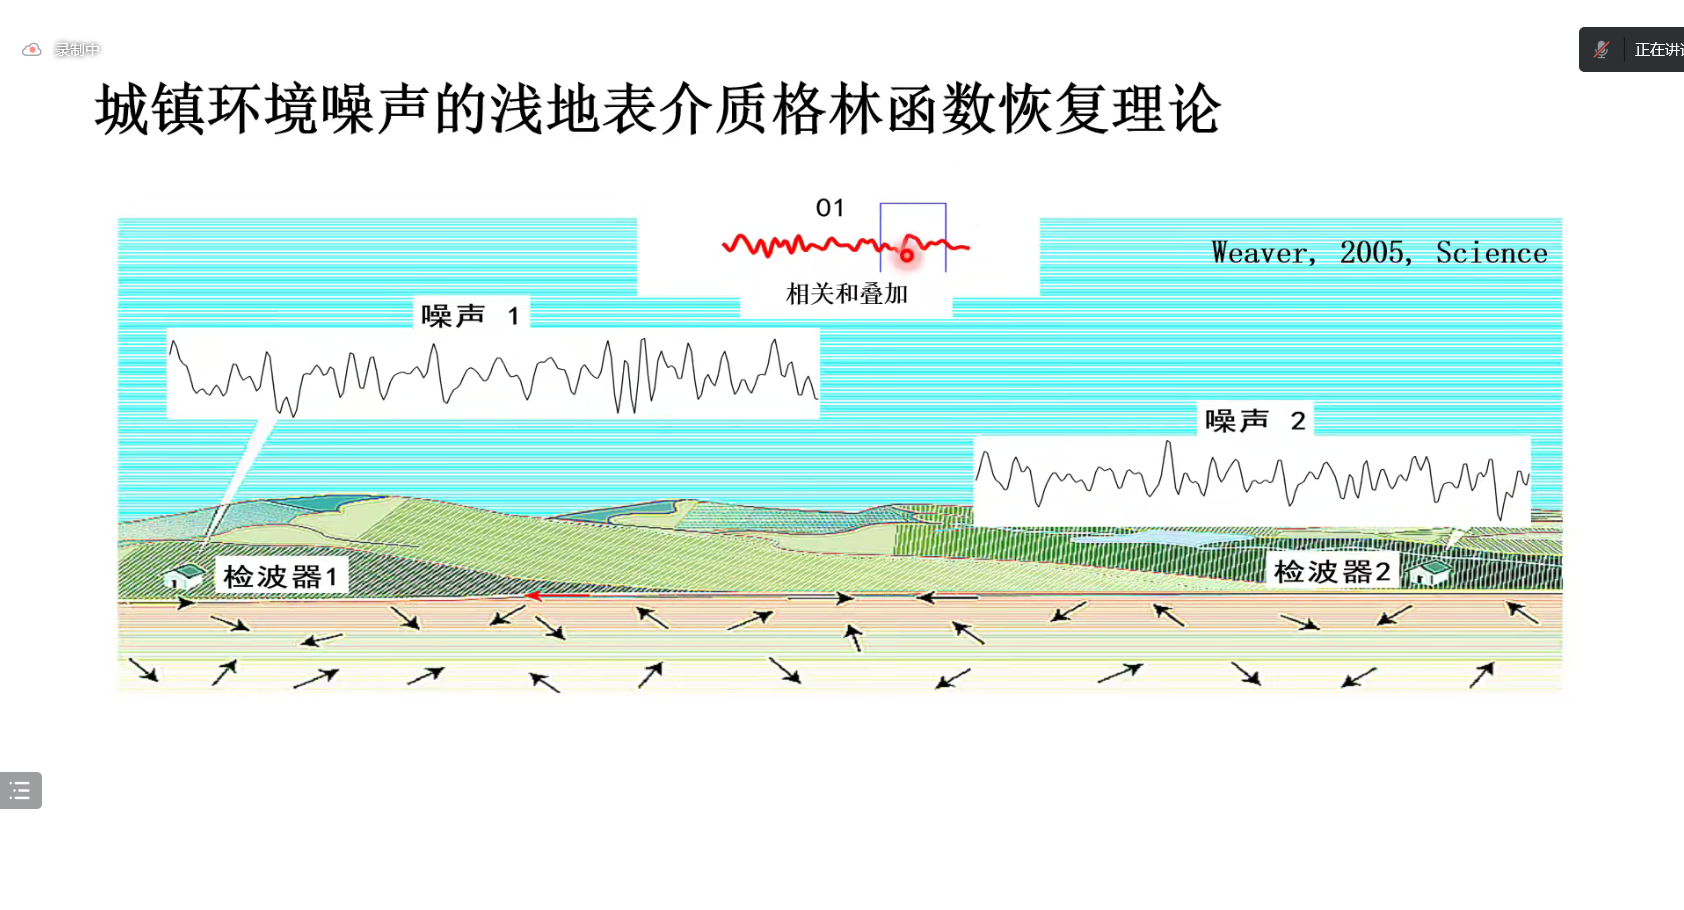 录制中
正在讲
城镇环境噪声的浅地表介质格林函数恢复理论
01
Weaver, 2005, Science
相关和叠加
噪声 1
噪声 2
检波器1
检波器2